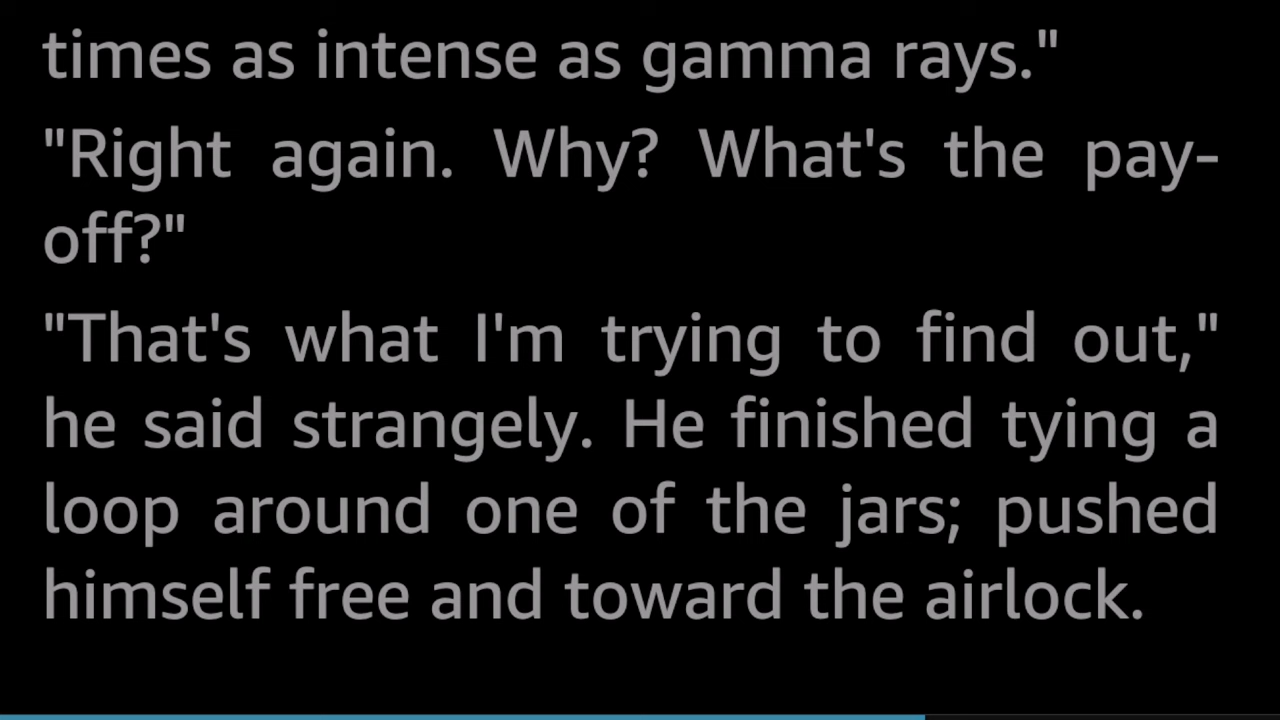 times as intense as gamma rays."
"Right again. Why? What's the pay-
off?"
"That's what I'm trying to find out,"
he said strangely. He finished tying a
loop around one of the jars; pushed
himself free and toward the airlock.